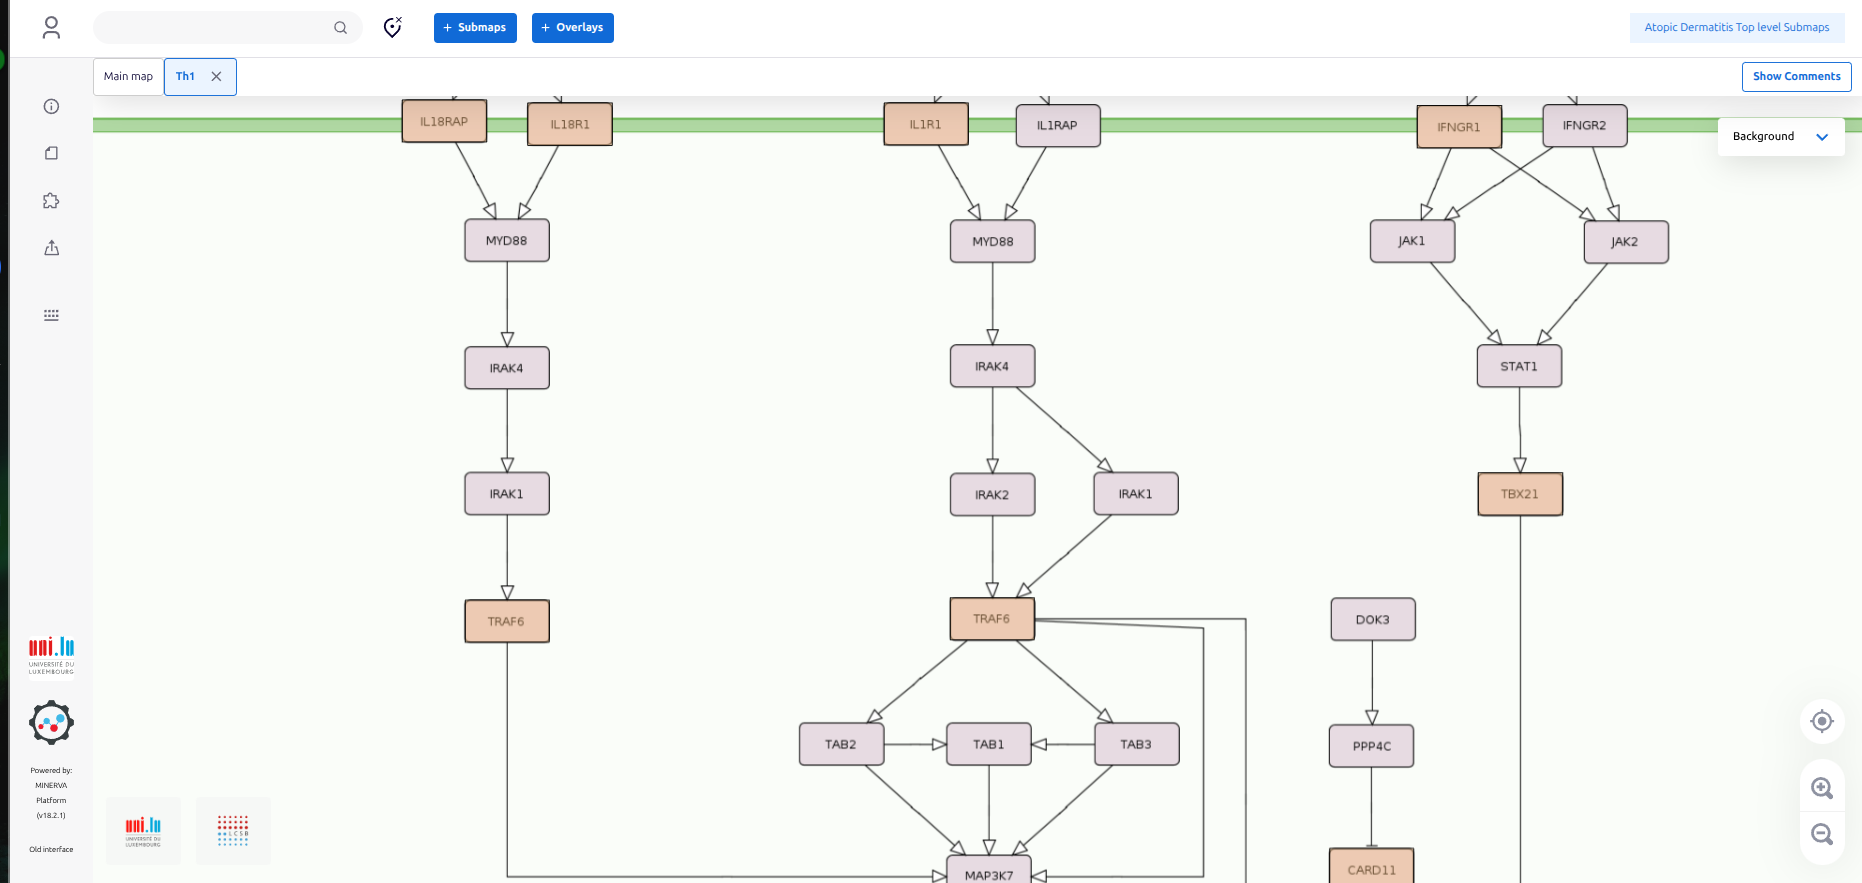 + Submaps
+ Overlays
Atopic Dermatitis Top level Submaps
Main map
Th1
Show Comments
IL18RAP
IL18R1
IL1R1
IL1RAP
IFNGR1
IFNGR2
Background
MYD88
MYD88
JAK1
JAK2
IRAK4
IRAK4
STAT1
IRAK1
IRAK2
IRAK1
TBX21
TRAF6
TRAF6
DOK3
TAB2
TAB1
TAB3
PPP4C
MAP3K7
CARD11
uni.lu
UNIVERSITÉ DU
LUXEMBOURG
Powered by:
MINERVA
Platform
(v18.2.1)
Old interface
uni.lu
UNIVERSITÉ DU
LUXEMBOURG
LCSB